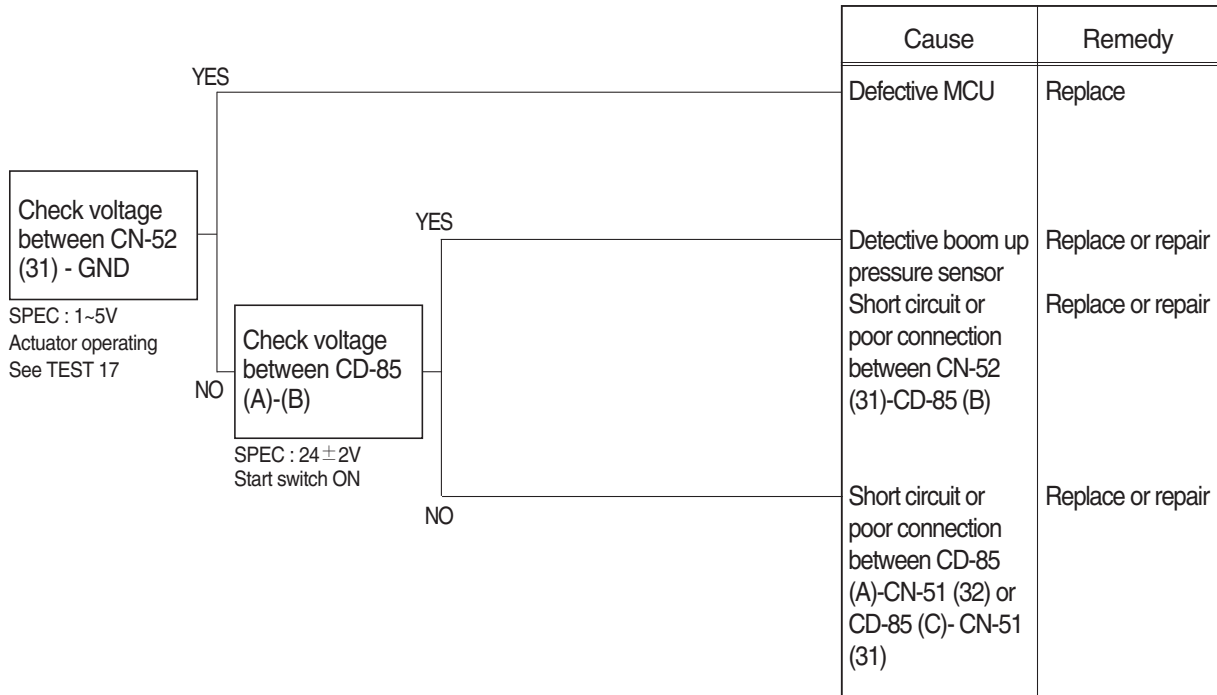 Cause
Remedy
YES
Defective MCU
Replace
Check voltage
between CN-52
(31) - GND
SPEC : 1~5V
Actuator operating
See TEST 17
YES
Detective boom up
pressure sensor
Replace or repair
Short circuit or
poor connection
between CN-52
(31)-CD-85 (B)
Replace or repair
NO
Check voltage
between CD-85
(A)-(B)
SPEC : 24±2V
Start switch ON
NO
Short circuit or
poor connection
between CD-85
(A)-CN-51 (32) or
CD-85 (C)- CN-51
(31)
Replace or repair